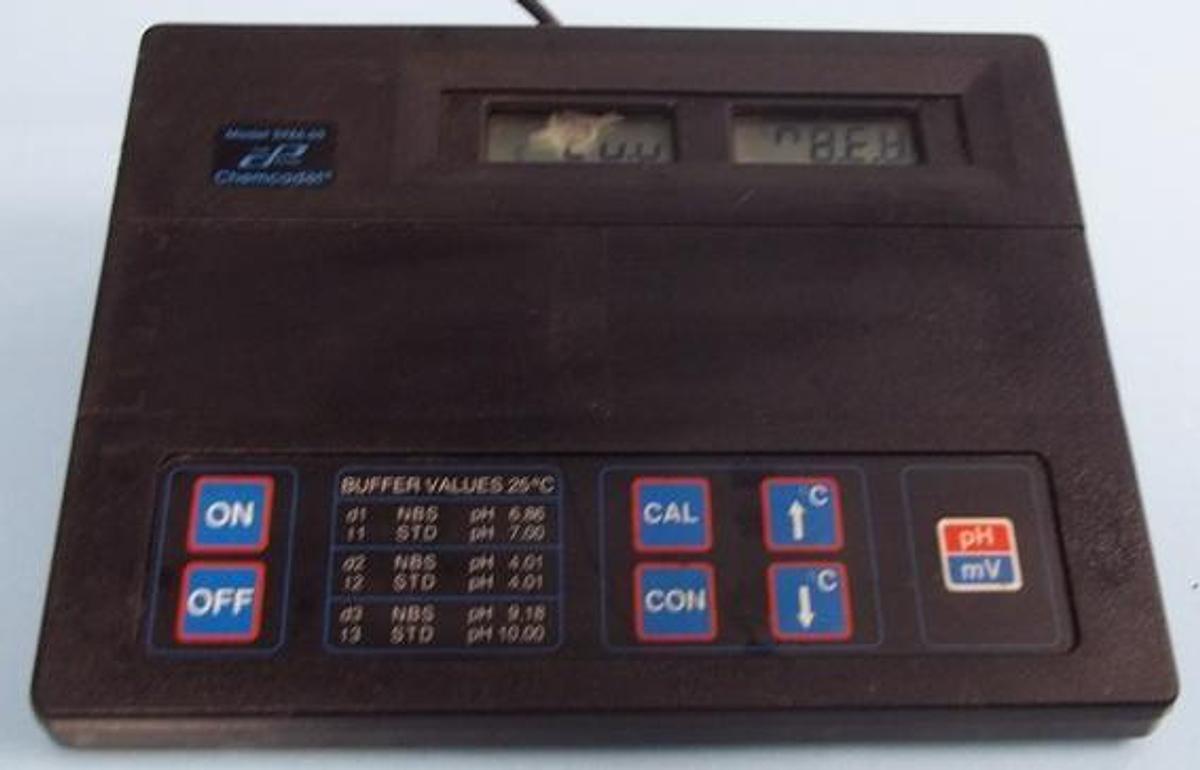 Chemcadet®
ON
OFF
BUFFER VALUES 25°C
d1 NBS pH 6.86
t1 STD pH 7.00
d2 NBS pH 4.01
t2 STD pH 4.01
d3 NBS pH 9.18
t3 STD pH 10.00
CAL
CON
C
C
pH
mV